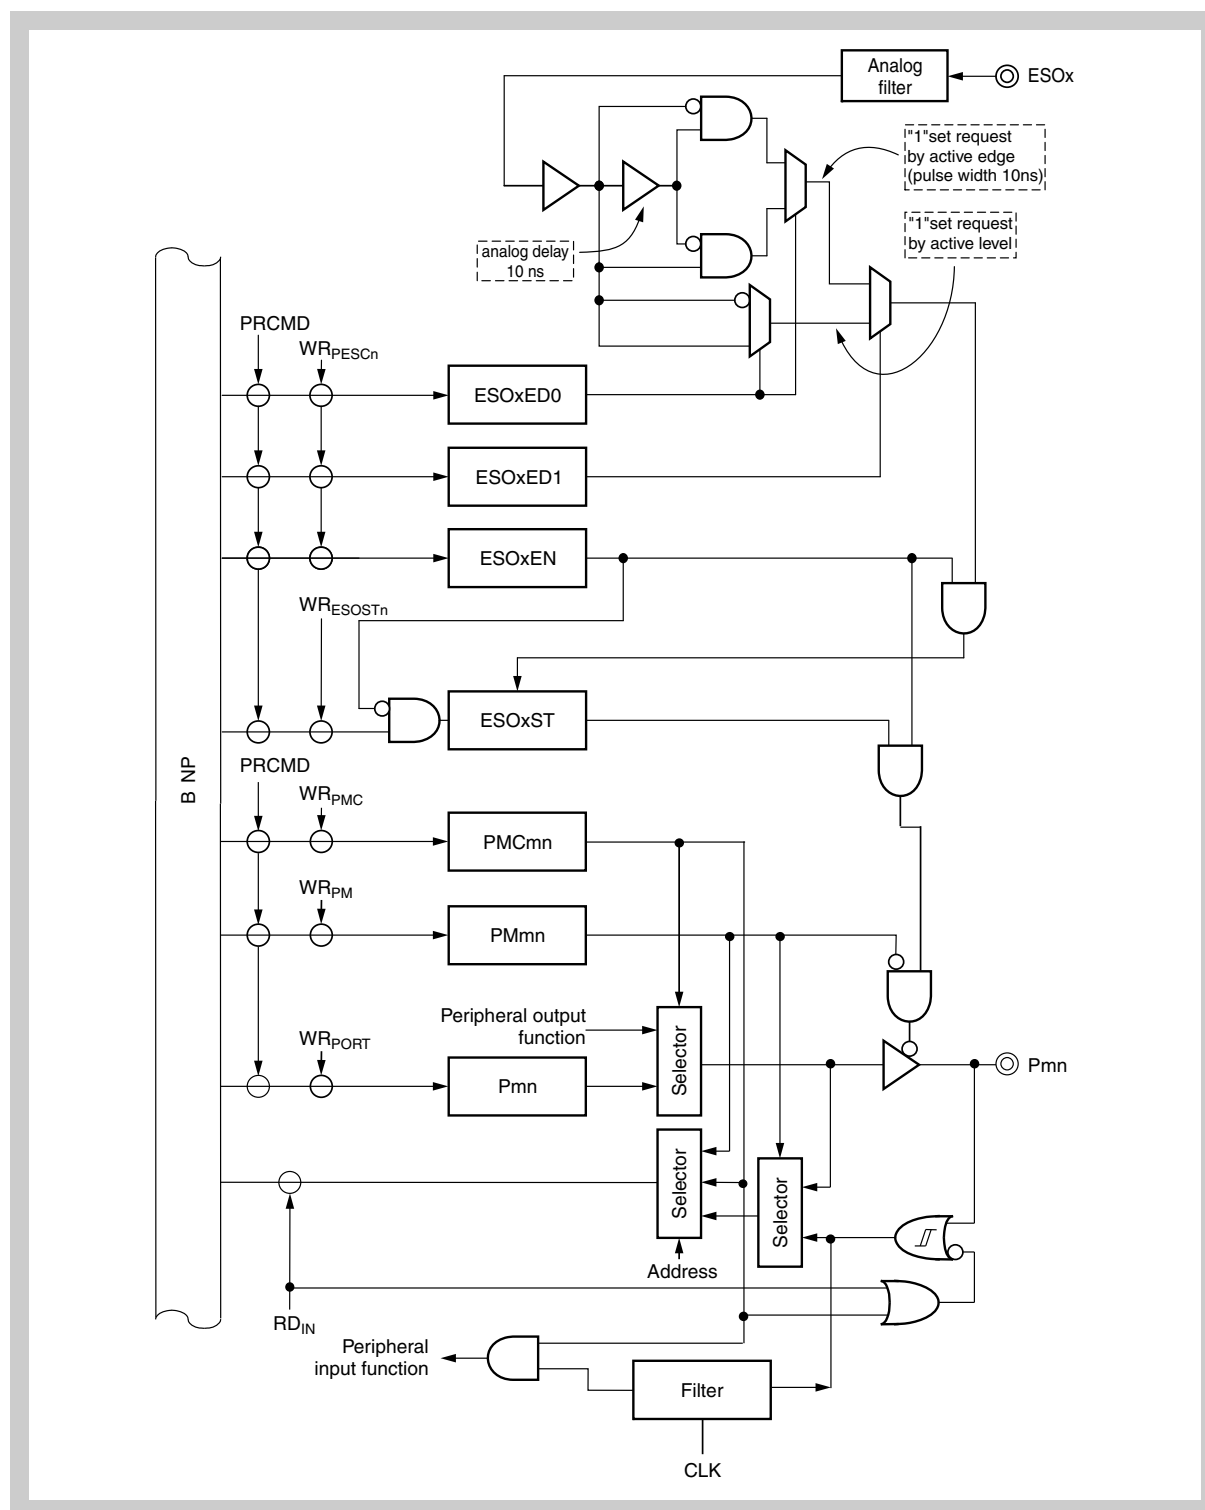 Analog
filter
ESOx
"1"set request
by active edge
(pulse width 10ns)
"1"set request
by active level
analog delay
10 ns
PRCMD
WRPESCn
ESOxED0
ESOxED1
ESOxEN
WRESOSTn
ESOxST
PRCMD
NPB
WRPMC
PMCmn
WRPM
PMmn
Peripheral output
function
Selector
WRPORT
Pmn
Pmn
Selector
Selector
Address
RDIN
Peripheral
input function
Filter
CLK